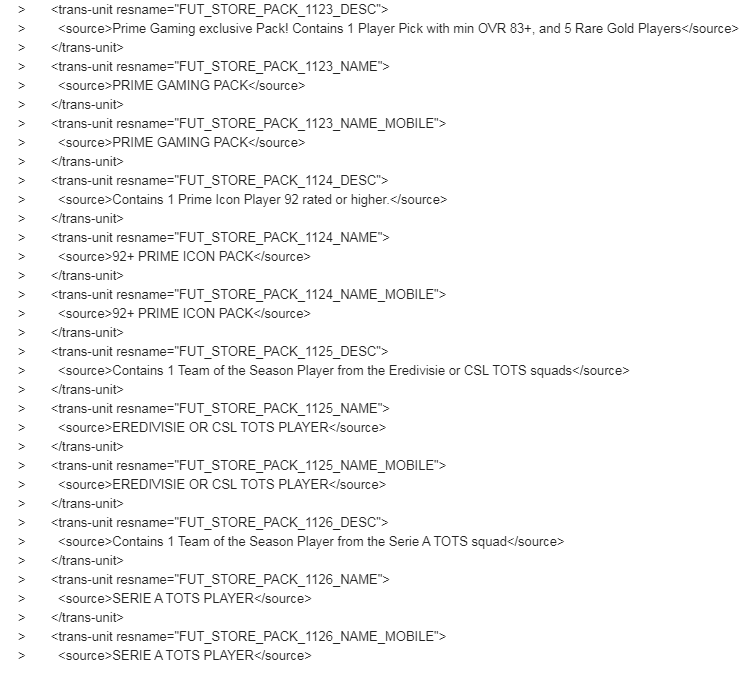 > <trans-unit resname="FUT_STORE_PACK_1123_DESC">
> <source>Prime Gaming exclusive Pack! Contains 1 Player Pick with min OVR 83+, and 5 Rare Gold Players</source>
> </trans-unit>
> <trans-unit resname="FUT_STORE_PACK_1123_NAME">
> <source>PRIME GAMING PACK</source>
> </trans-unit>
> <trans-unit resname="FUT_STORE_PACK_1123_NAME_MOBILE">
> <source>PRIME GAMING PACK</source>
> </trans-unit>
> <trans-unit resname="FUT_STORE_PACK_1124_DESC">
> <source>Contains 1 Prime Icon Player 92 rated or higher.</source>
> </trans-unit>
> <trans-unit resname="FUT_STORE_PACK_1124_NAME">
> <source>92+ PRIME ICON PACK</source>
> </trans-unit>
> <trans-unit resname="FUT_STORE_PACK_1124_NAME_MOBILE">
> <source>92+ PRIME ICON PACK</source>
> </trans-unit>
> <trans-unit resname="FUT_STORE_PACK_1125_DESC">
> <source>Contains 1 Team of the Season Player from the Eredivisie or CSL TOTS squads</source>
> </trans-unit>
> <trans-unit resname="FUT_STORE_PACK_1125_NAME">
> <source>EREDIVISIE OR CSL TOTS PLAYER</source>
> </trans-unit>
> <trans-unit resname="FUT_STORE_PACK_1125_NAME_MOBILE">
> <source>EREDIVISIE OR CSL TOTS PLAYER</source>
> </trans-unit>
> <trans-unit resname="FUT_STORE_PACK_1126_DESC">
> <source>Contains 1 Team of the Season Player from the Serie A TOTS squad</source>
> </trans-unit>
> <trans-unit resname="FUT_STORE_PACK_1126_NAME">
> <source>SERIE A TOTS PLAYER</source>
> </trans-unit>
> <trans-unit resname="FUT_STORE_PACK_1126_NAME_MOBILE">
> <source>SERIE A TOTS PLAYER</source>